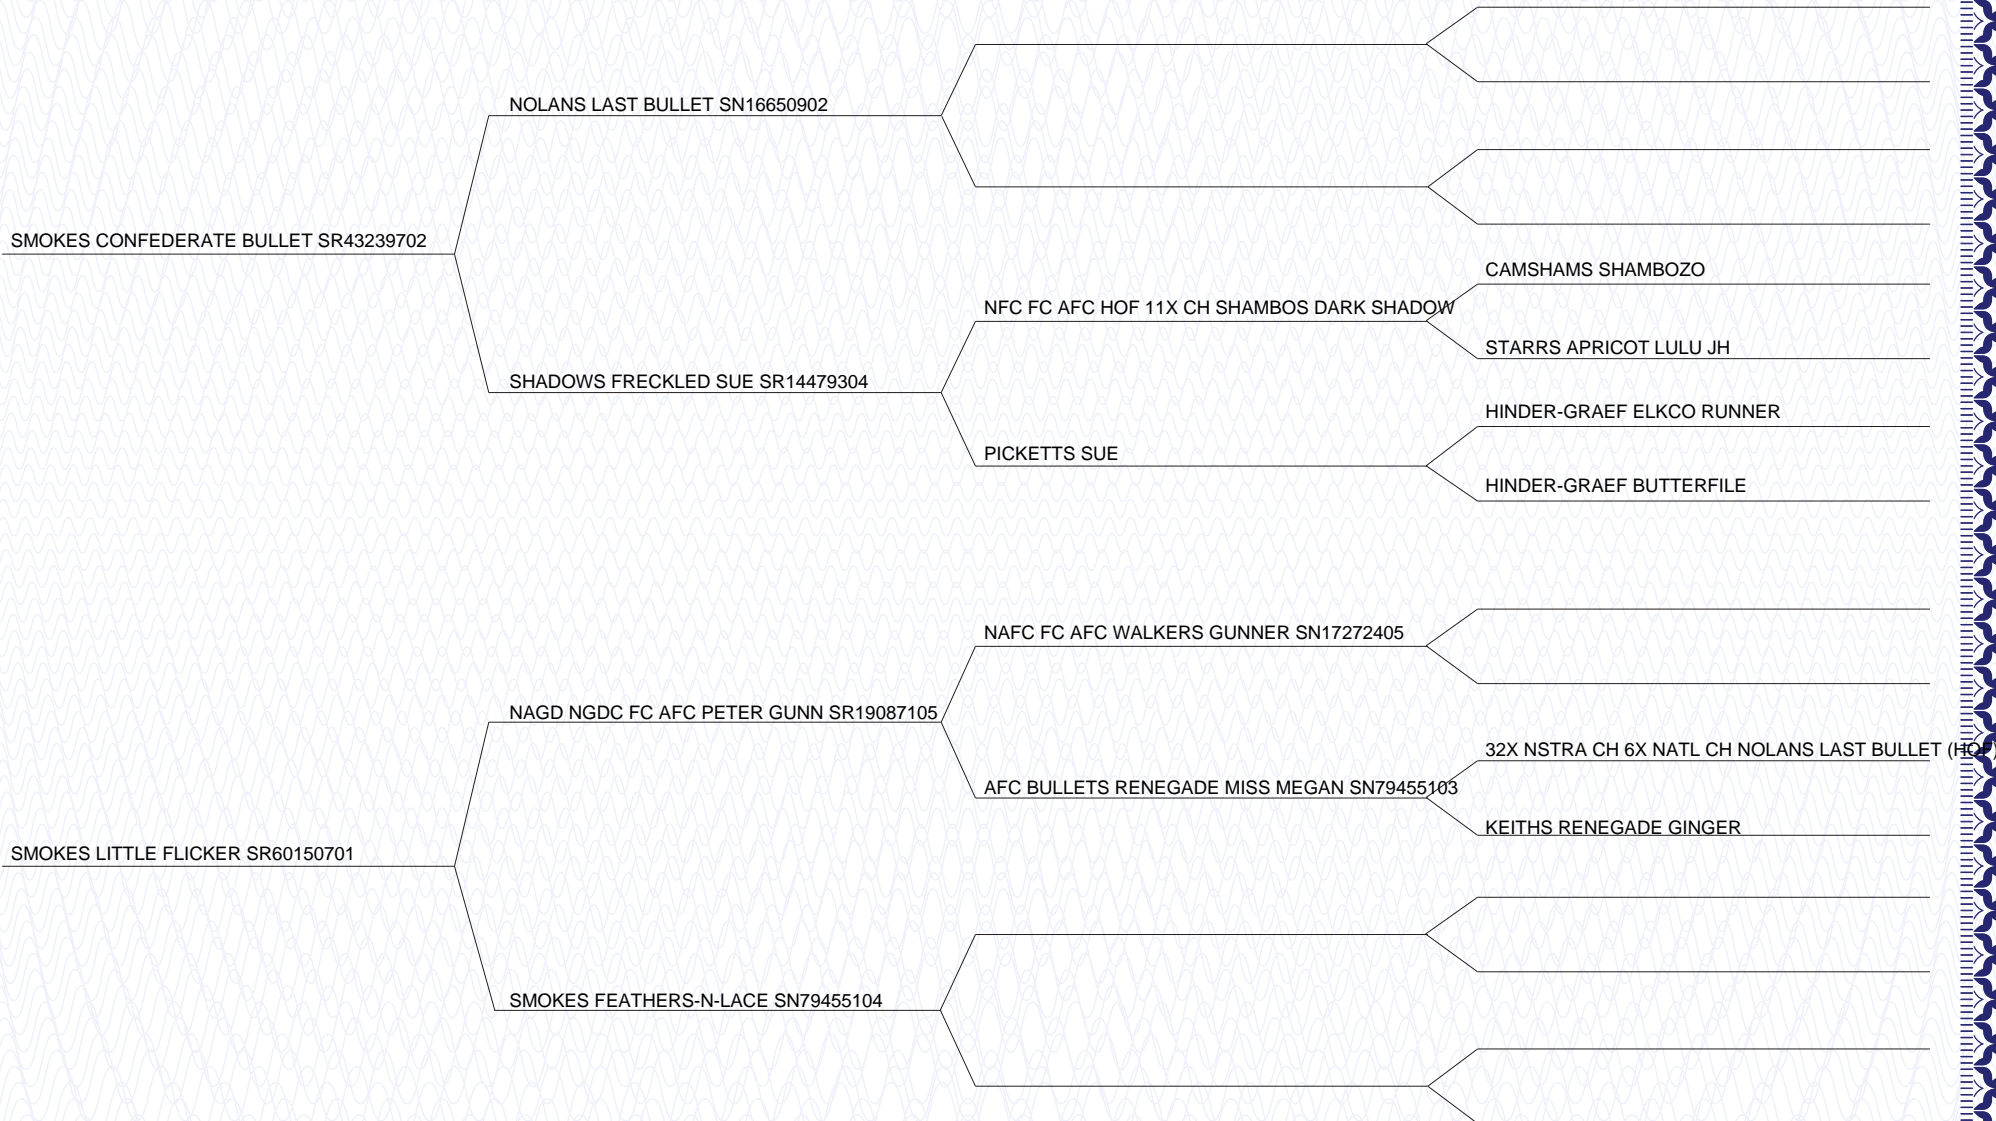 NOLANS LAST BULLET SN16650902
SMOKES CONFEDERATE BULLET SR43239702
CAMSHAMS SHAMBOZO
NFC FC AFC HOF 11X CH SHAMBOS DARK SHADOW
STARRS APRICOT LULU JH
SHADOWS FRECKLED SUE SR14479304
HINDER-GRAEF ELKCO RUNNER
PICKETTS SUE
HINDER-GRAEF BUTTERFILE
NAFC FC AFC WALKERS GUNNER SN17272405
NAGD NGDC FC AFC PETER GUNN SR19087105
32X NSTRA CH 6X NATL CH NOLANS LAST BULLET (HOF)
AFC BULLETS RENEGADE MISS MEGAN SN79455103
KEITHS RENEGADE GINGER
SMOKES LITTLE FLICKER SR60150701
SMOKES FEATHERS-N-LACE SN79455104